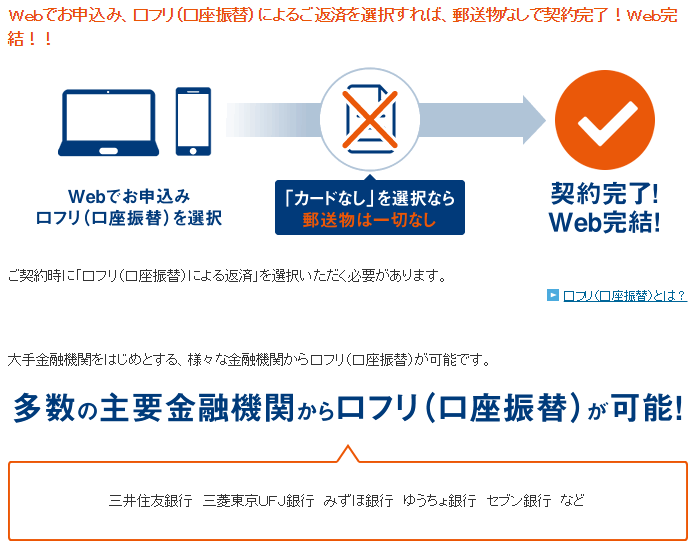 Webでお申込み、口フリ（口座振替）によるご返済を選択すれば、郵送物なしで契約完了！Web完
結！！
Webでお申込み
口フリ（口座振替）を選択
「カードなし」を選択なら
郵送物は一切なし
契約完了!
Web完結!
ご契約時に「口フリ（口座振替）による返済」を選択いただく必要があります。
口フリ（口座振替）とは？
大手金融機関をはじめとする、様々な金融機関から口フリ（口座振替）が可能です。
多数の主要金融機関から口フリ（口座振替）が可能!
三井住友銀行　三菱東京UFJ銀行　みずほ銀行　ゆうちょ銀行　セブン銀行　など